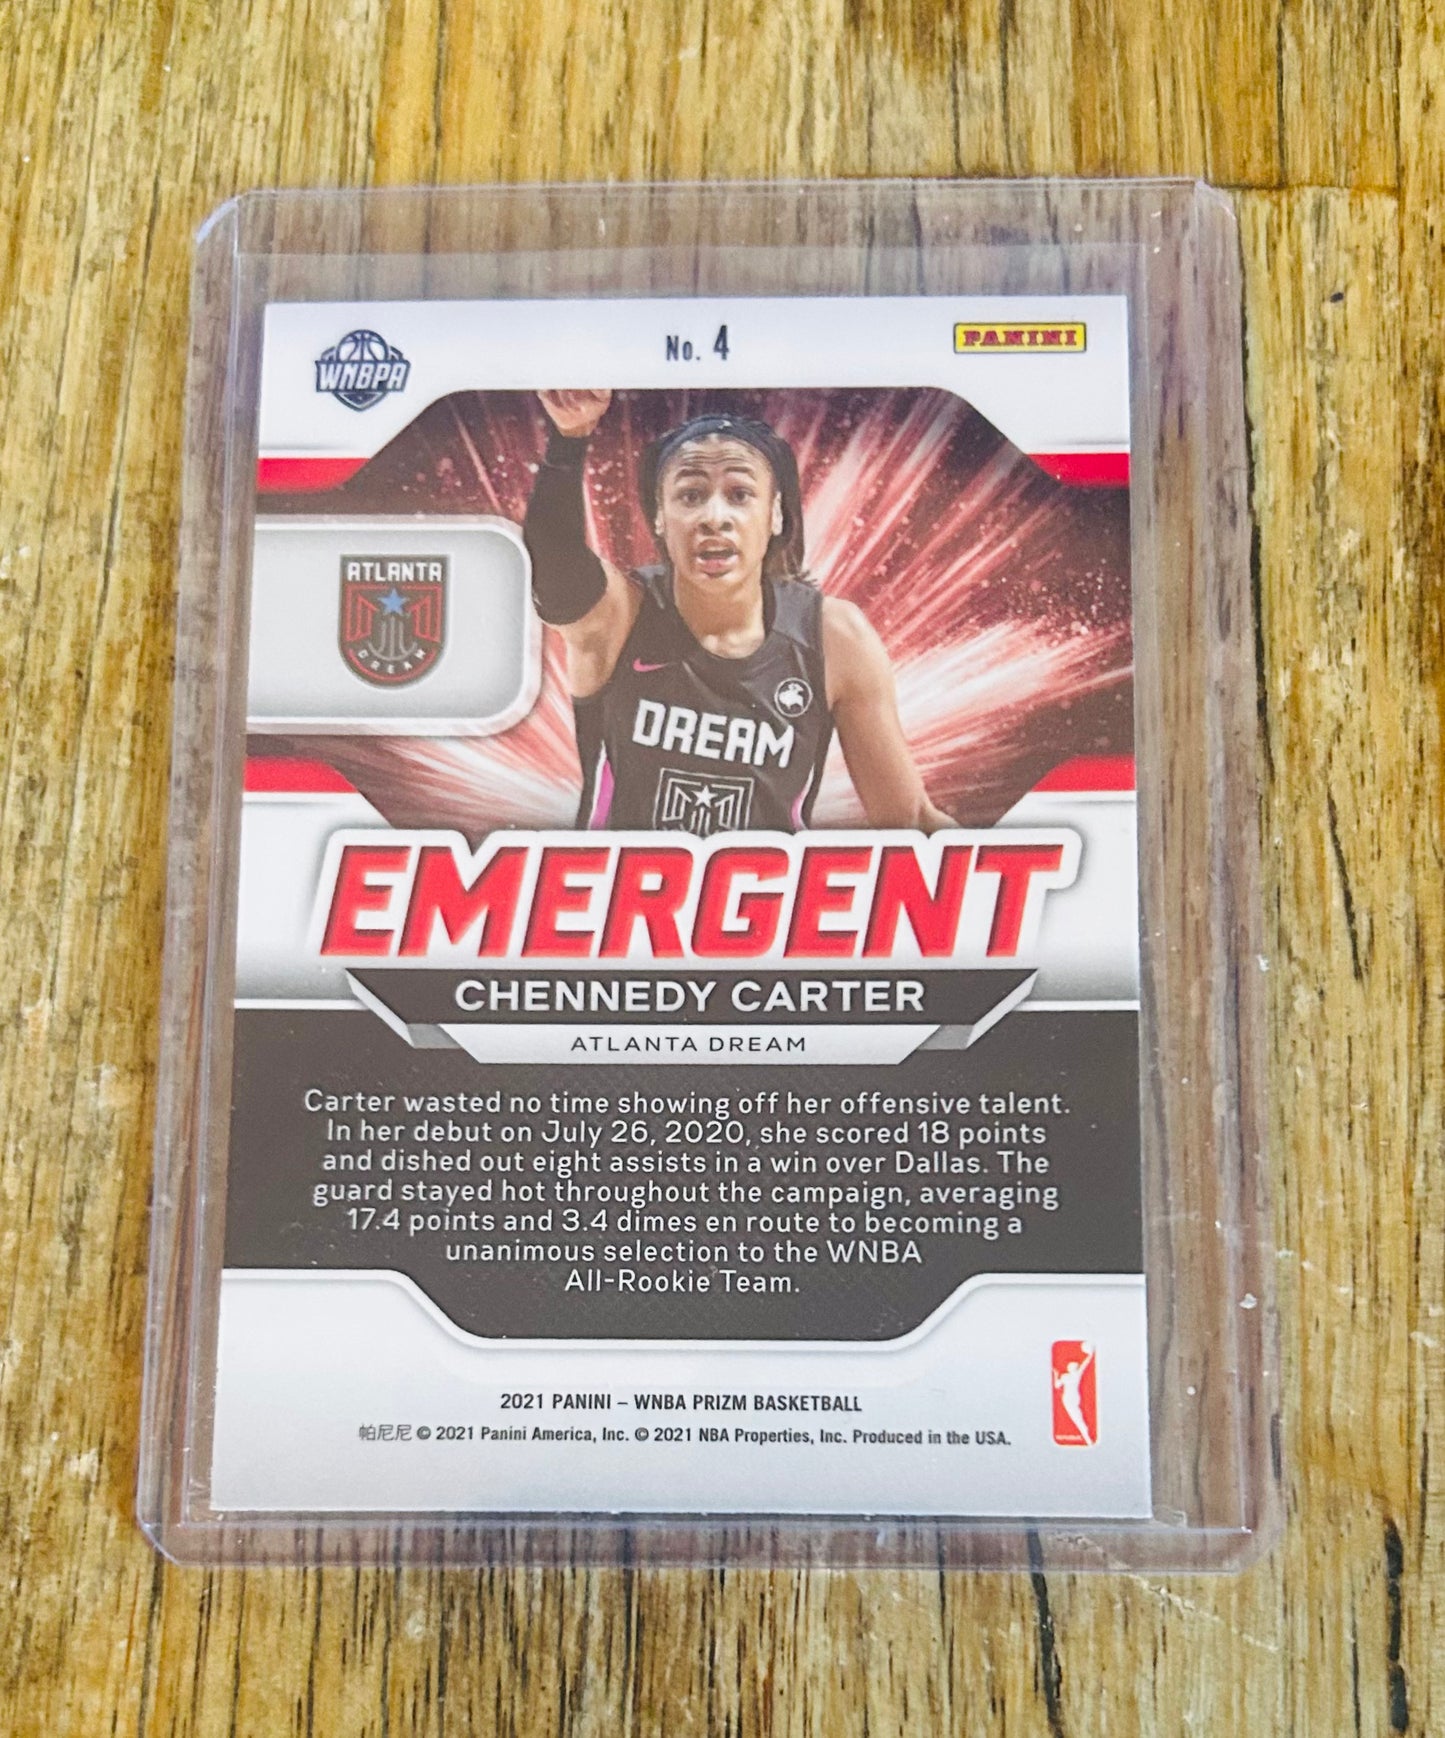 WNBPA
No. 4
PANINI
ATLANTA
DREAM
DREAM
EMERGENT
CHENNEDY CARTER
ATLANTA DREAM
Carter wasted no time showing off her offensive talent.
In her debut on July 26, 2020, she scored 18 points
and dished out eight assists in a win over Dallas. The
guard stayed hot throughout the campaign, averaging
17.4 points and 3.4 dimes en route to becoming a
unanimous selection to the WNBA
All-Rookie Team.
2021 PANINI – WNBA PRIZM BASKETBALL
帕尼尼 © 2021 Panini America, Inc. © 2021 NBA Properties, Inc. Produced in the USA.